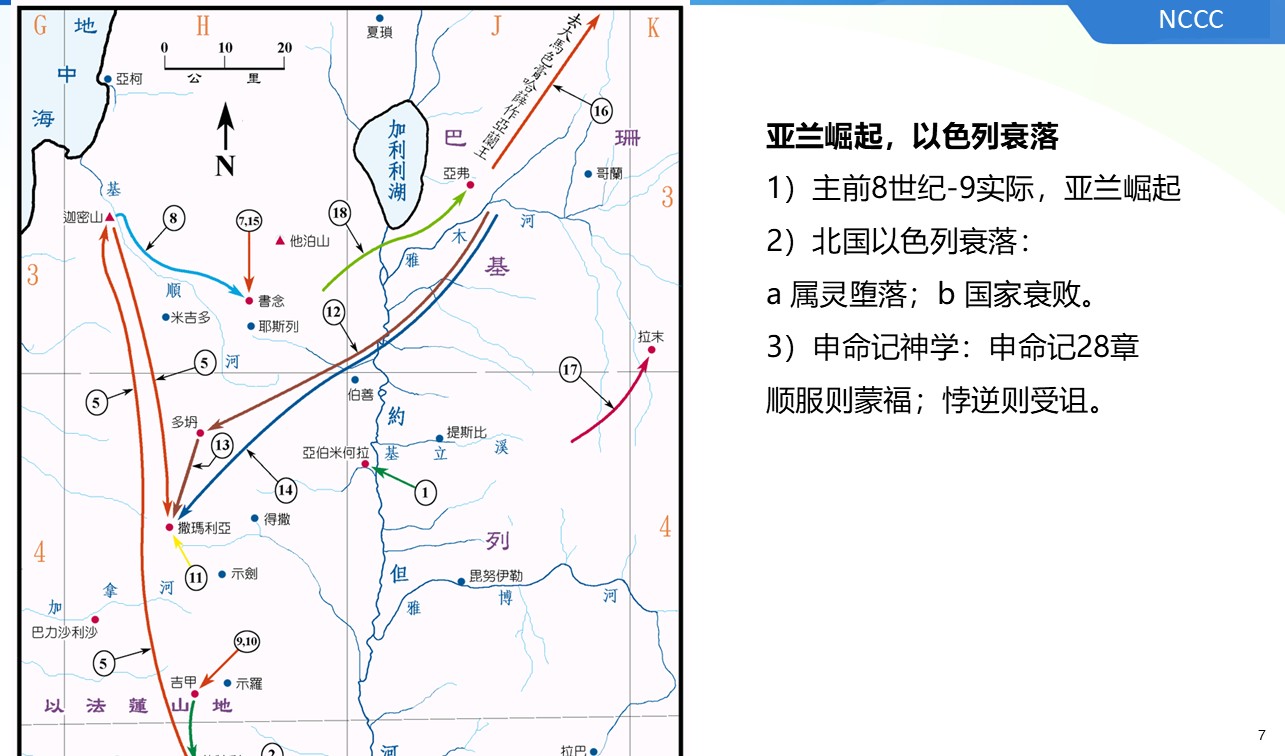 NCCC
G
地
H
J
K
中
海
0 10 20
公 里
N
夏瑣
亞柯
去大馬色膏哈薛作亞蘭王
16
加利利湖
巴
珊
亞弗
哥蘭
3
基
迦密山
8
7,15
他泊山
18
木
河
雅
基
3
順
書念
米吉多
耶斯列
12
河
拉末
5
17
5
伯善
約
多坍
13
提斯比
亞伯米何拉
基 立 溪
14
1
撒瑪利亞
得撒
列
4
4
11
示劍
但
毘努伊勒
雅 博 河
加 拿 河
巴力沙利沙
5
9,10
吉甲
示羅
以 法 蓮 山 地
2
河
拉巴
亚兰崛起，以色列衰落
1）主前8世纪-9实际，亚兰崛起
2）北国以色列衰落：
a 属灵堕落；b 国家衰败。
3）申命记神学：申命记28章
顺服则蒙福；悖逆则受诅。
7